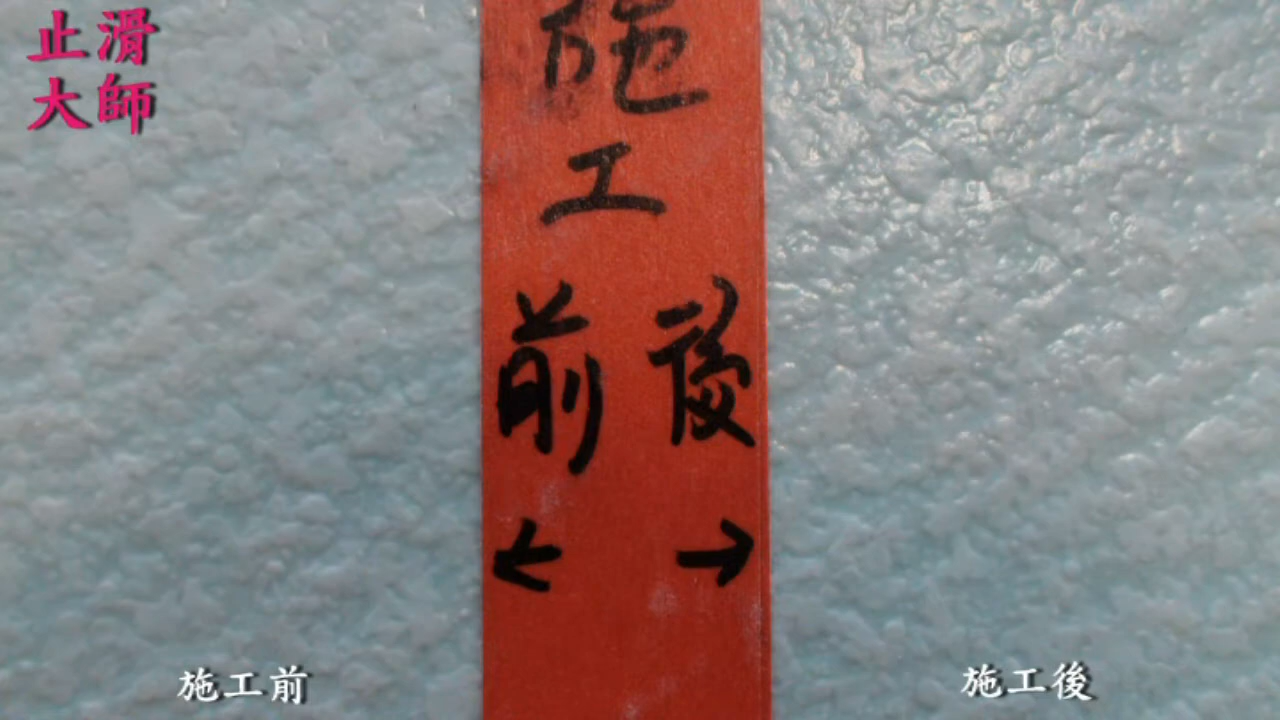 止滑
大師
施
工
前 後
← →
施工前
施工後